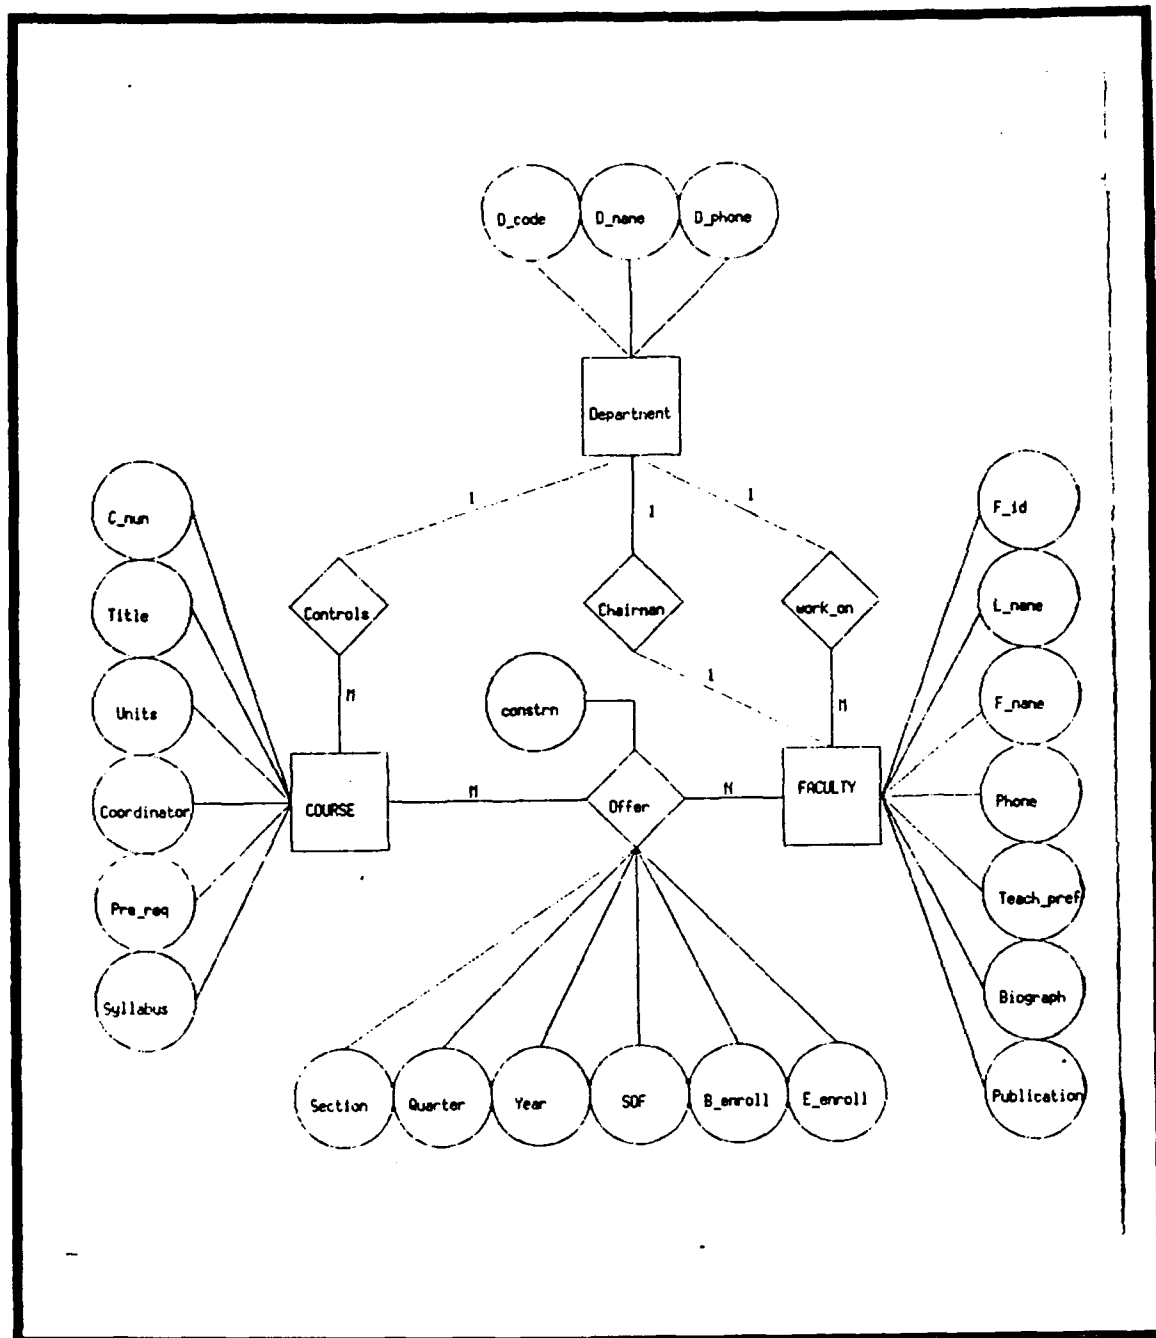 D_code D_name D_phone
Department
1 1 1
C_num
F_id
Title
Controls
Chairman
work_on
L_name
Units
M
constrn
1
M
F_name
Coordinator
COURSE
M
Offer
N
FACULTY
Phone
Pre_req
Teach_pref
Syllabus
Biograph
Section Quarter Year SOF B_enroll E_enroll
Publication